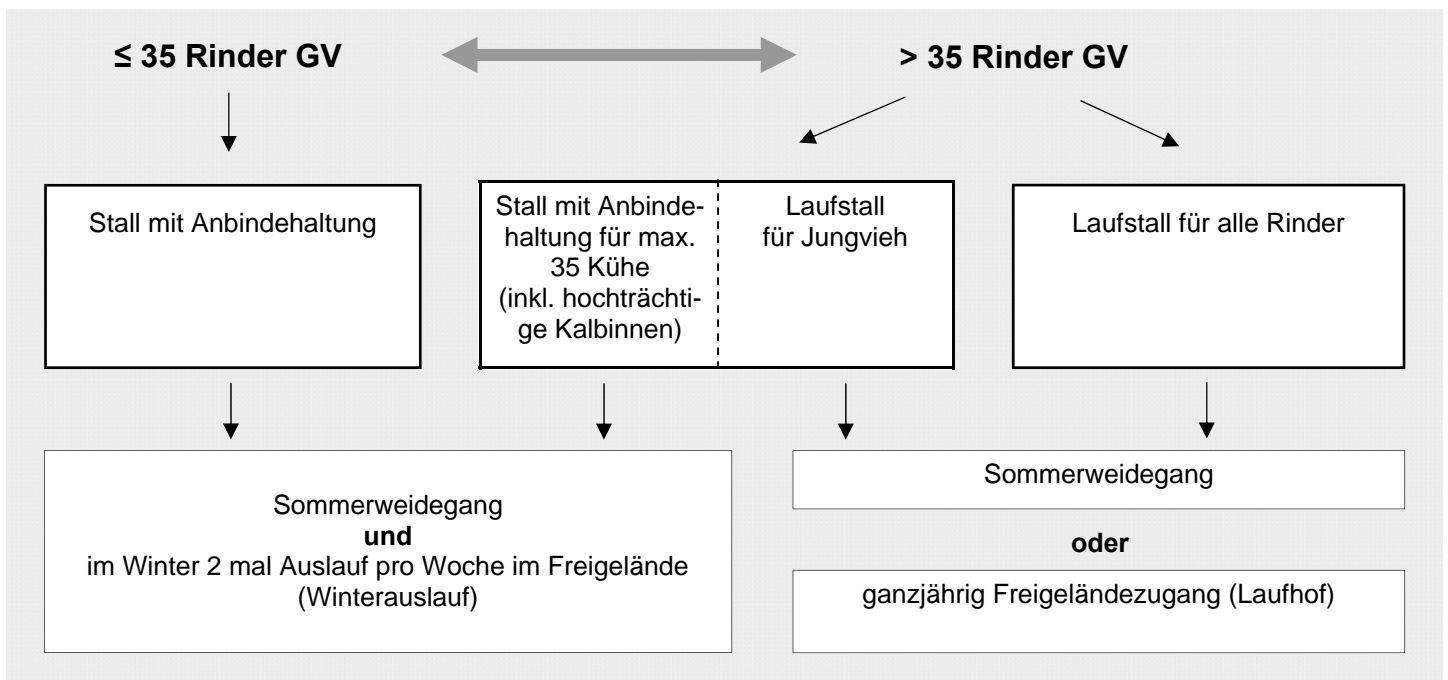 ≤ 35 Rinder GV
> 35 Rinder GV
Stall mit Anbindehaltung
Stall mit Anbinde-
haltung für max.
35 Kühe
(inkl. hochträchti-
ge Kalbinnen)
Laufstall
für Jungvieh
Laufstall für alle Rinder
Sommerweidegang
und
im Winter 2 mal Auslauf pro Woche im Freigelände
(Winterauslauf)
Sommerweidegang
oder
ganzjährig Freigeländezugang (Laufhof)